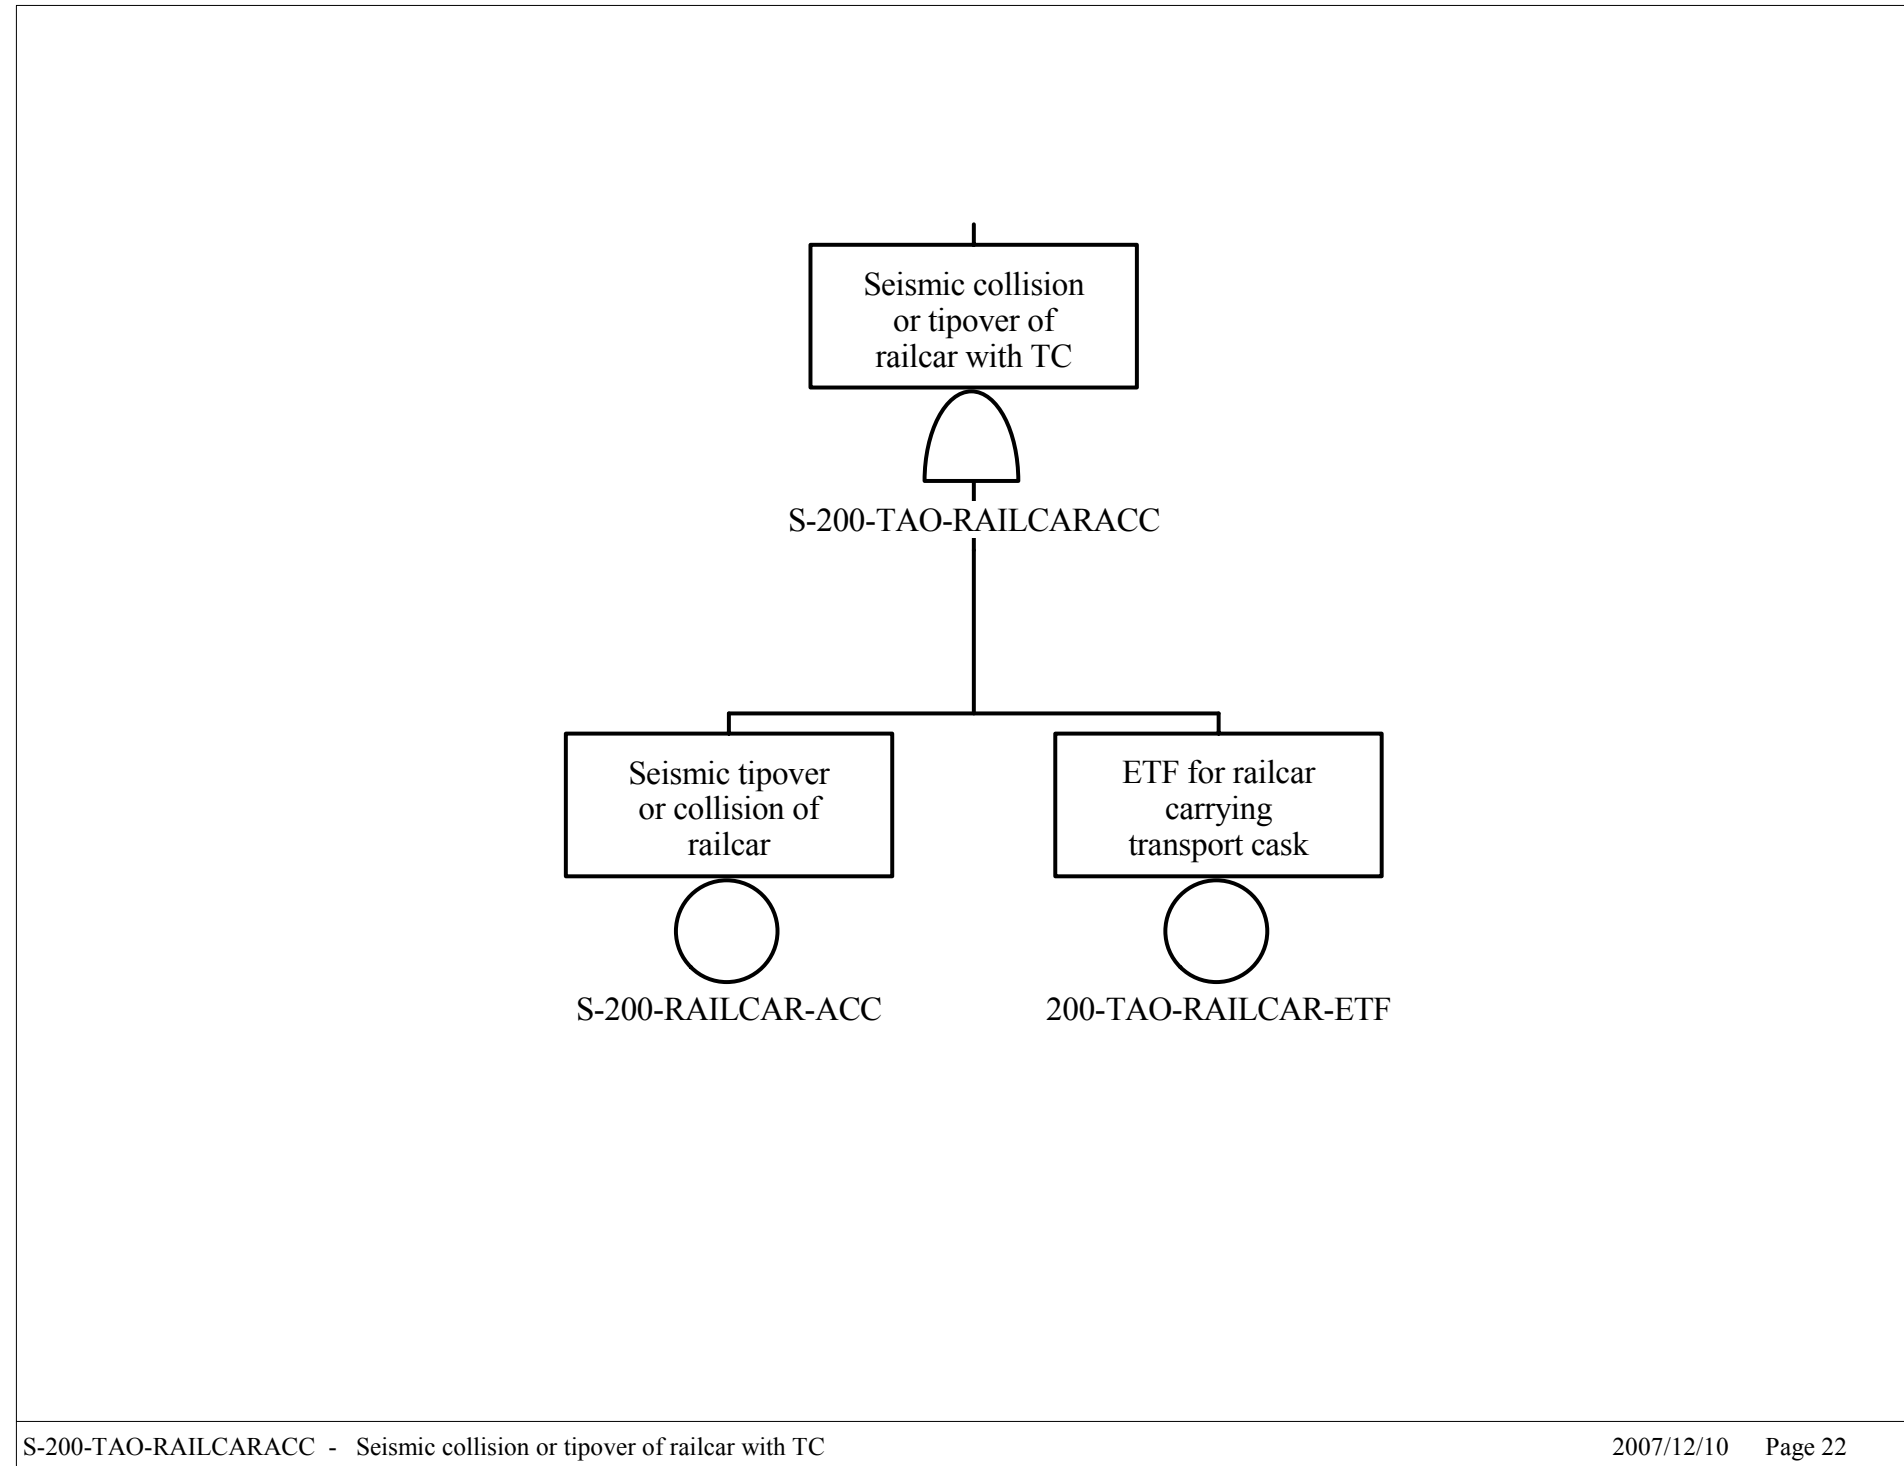 Seismic collision
or tipover of
railcar with TC
S-200-TAO-RAILCARACC
Seismic tipover
or collision of
railcar
S-200-RAILCAR-ACC
ETF for railcar
carrying
transport cask
200-TAO-RAILCAR-ETF
S-200-TAO-RAILCARACC - Seismic collision or tipover of railcar with TC
2007/12/10 Page 22